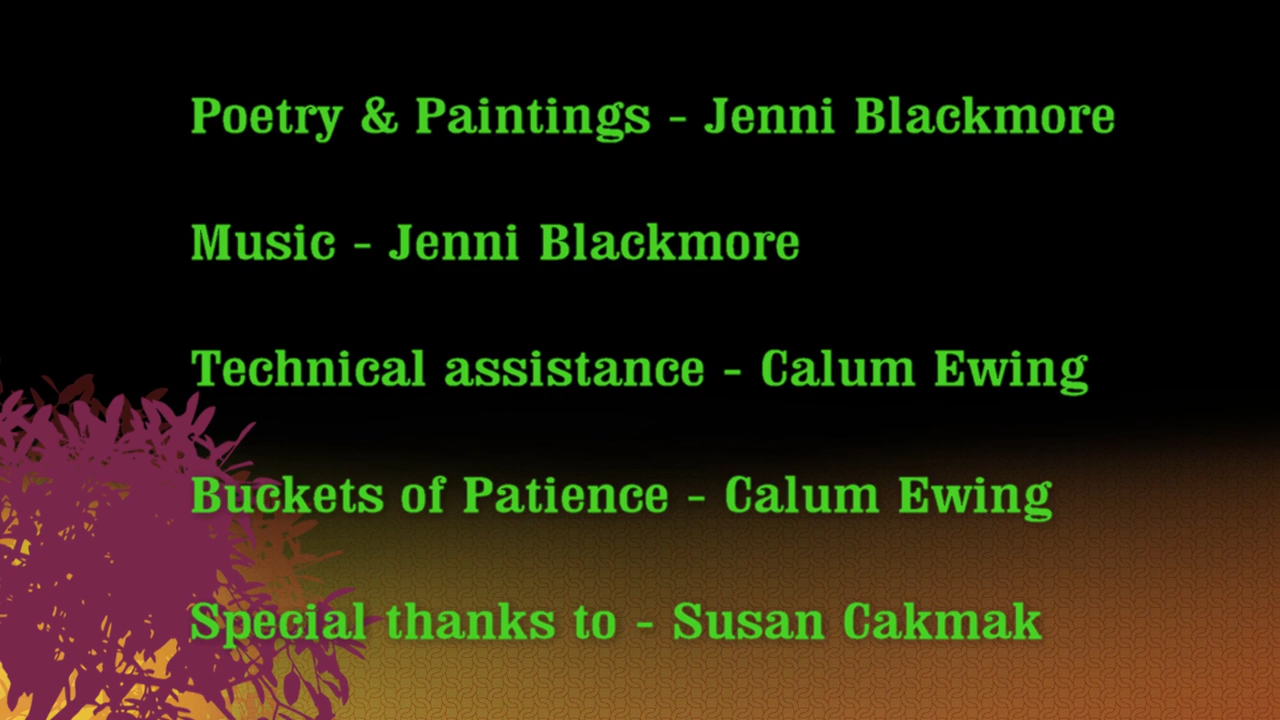 Poetry & Paintings - Jenni Blackmore
Music - Jenni Blackmore
Technical assistance - Calum Ewing
Buckets of Patience - Calum Ewing
Special thanks to - Susan Cakmak